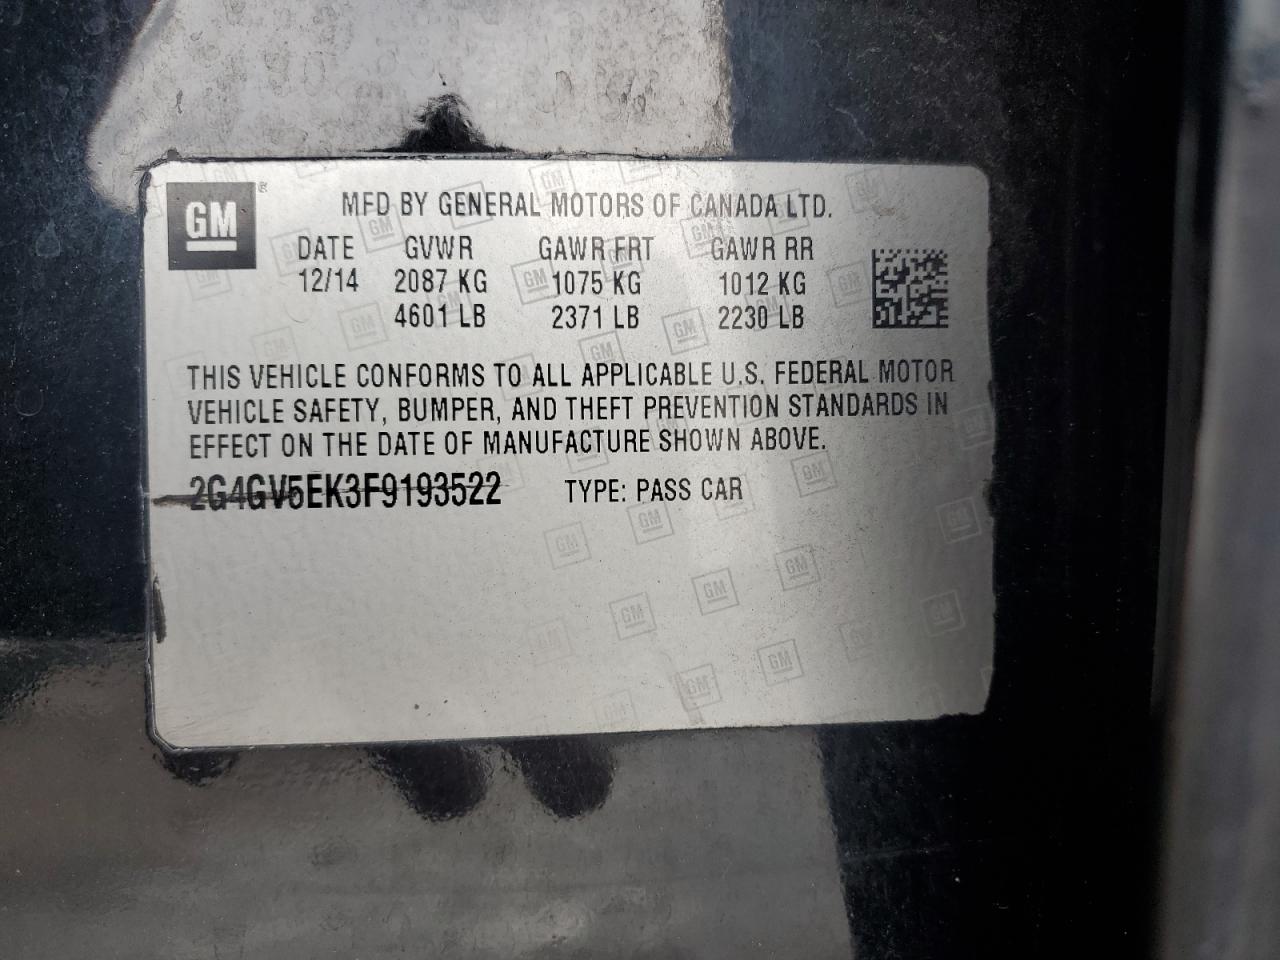 GM
®
MFD BY GENERAL MOTORS OF CANADA LTD.
DATE GVWR GAWR FRT GAWR RR
12/14 2087 KG 1075 KG 1012 KG
4601 LB 2371 LB 2230 LB
THIS VEHICLE CONFORMS TO ALL APPLICABLE U.S. FEDERAL MOTOR
VEHICLE SAFETY, BUMPER, AND THEFT PREVENTION STANDARDS IN
EFFECT ON THE DATE OF MANUFACTURE SHOWN ABOVE.
2G4GV5EK3F9193522 TYPE: PASS CAR